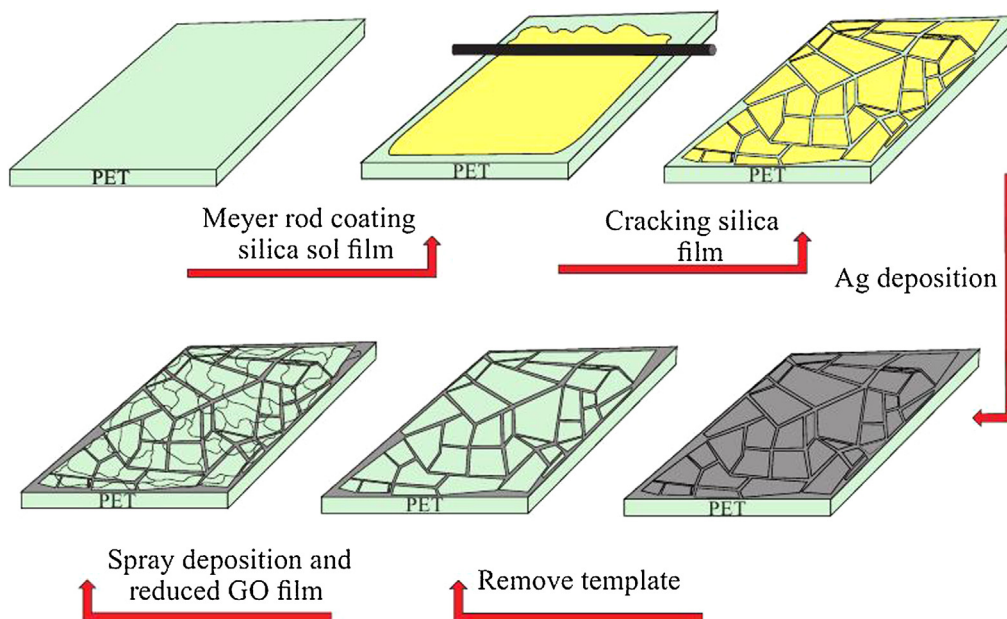 PET
PET
PET
Meyer rod coating
silica sol film
Cracking silica
film
Ag deposition
PET
PET
PET
Spray deposition and
reduced GO film
Remove template